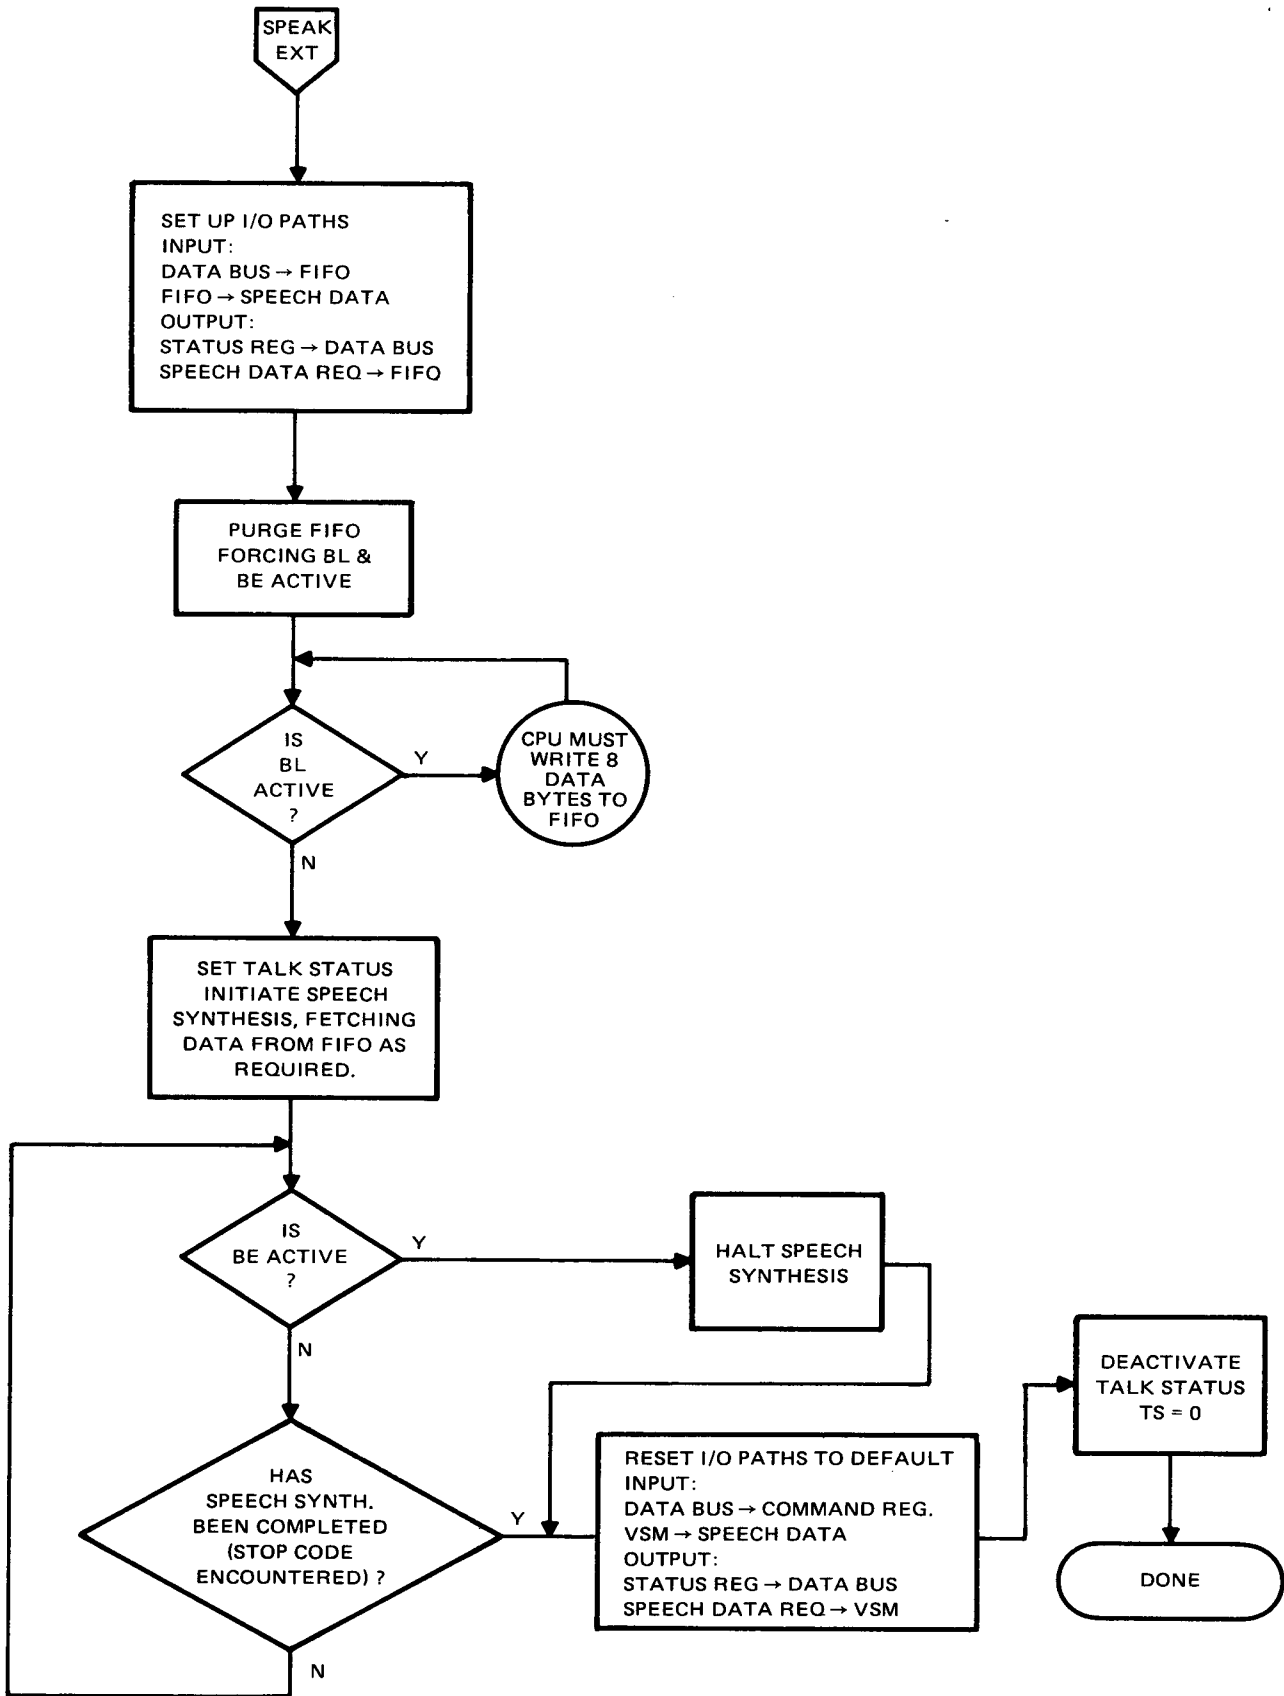 SPEAK
EXT
SET UP I/O PATHS
INPUT:
DATA BUS → FIFO
FIFO → SPEECH DATA
OUTPUT:
STATUS REG → DATA BUS
SPEECH DATA REQ → FIFO
PURGE FIFO
FORCING BL &
BE ACTIVE
IS
BL
ACTIVE
?
Y
CPU MUST
WRITE 8
DATA
BYTES TO
FIFO
N
SET TALK STATUS
INITIATE SPEECH
SYNTHESIS, FETCHING
DATA FROM FIFO AS
REQUIRED.
IS
BE ACTIVE
?
Y
HALT SPEECH
SYNTHESIS
N
HAS
SPEECH SYNTH.
BEEN COMPLETED
(STOP CODE
ENCOUNTERED) ?
Y
N
RESET I/O PATHS TO DEFAULT
INPUT:
DATA BUS → COMMAND REG.
VSM → SPEECH DATA
OUTPUT:
STATUS REG → DATA BUS
SPEECH DATA REQ → VSM
DEACTIVATE
TALK STATUS
TS = 0
DONE